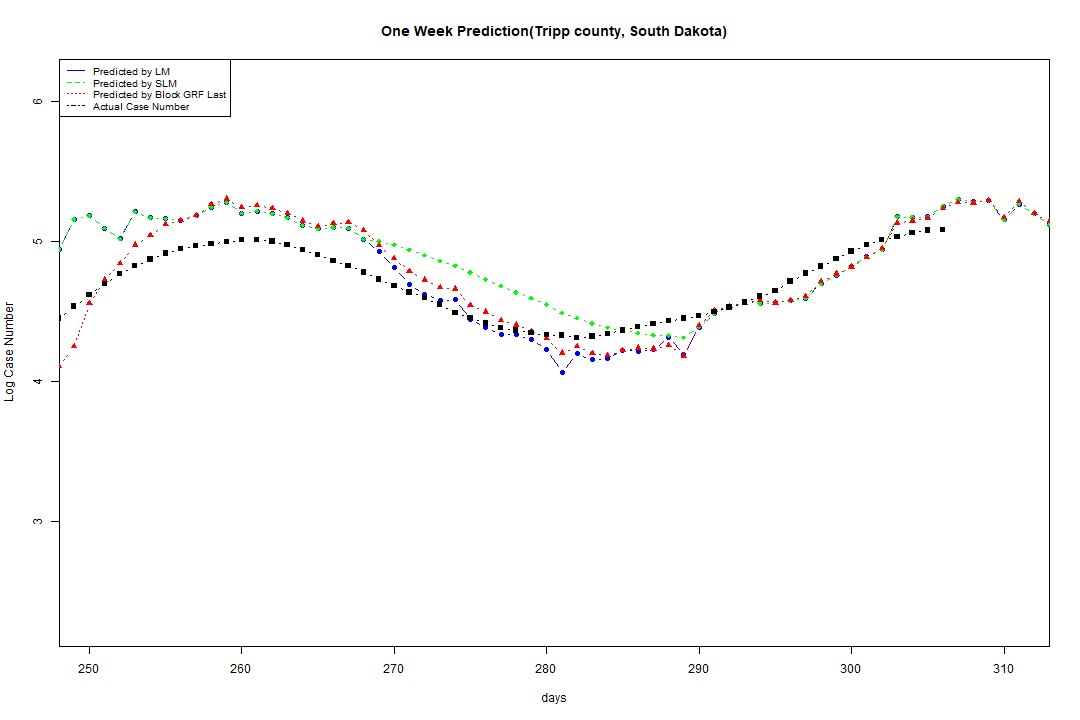 One Week Prediction(Tripp county, South Dakota)
Predicted by LM
Predicted by SLM
Predicted by Block GRF Last
Actual Case Number
6
5
4
3
Log Case Number
250 260 270 280 290 300 310
days